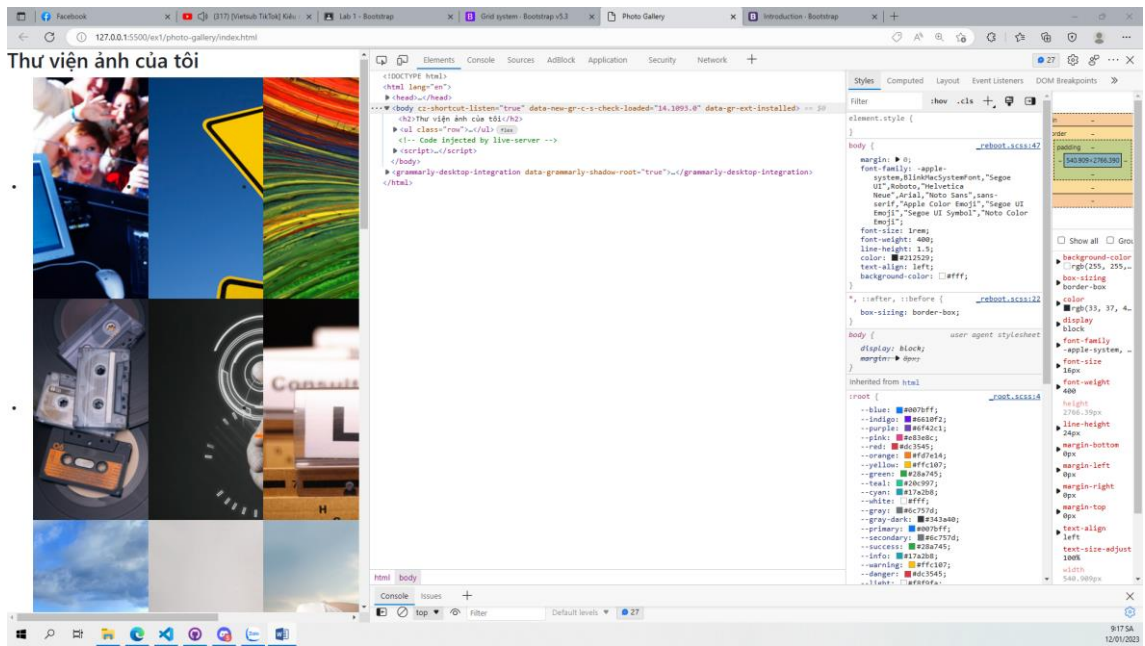 Facebook
(317) [Vietsub TikTok] Kiêu
Lab 1 - Bootstrap
Grid system · Bootstrap v5.3
Photo Gallery
Introduction · Bootstrap
127.0.0.1:5500/ex1/photo-gallery/index.html
Thư viện ảnh của tôi
Consult
L
H
Elements Console Sources AdBlock Application Security Network
27
<!DOCTYPE html>
<html lang="en">
<head>…</head>
<body cz-shortcut-listen="true" data-new-gr-c-s-check-loaded="14.1093.0" data-gr-ext-installed> == $0
<h2>Thư viện ảnh của tôi</h2>
<ul class="row">…</ul> flex
<!-- Code injected by live-server -->
<script>…</script>
</body>
<grammarly-desktop-integration data-grammarly-shadow-root="true">…</grammarly-desktop-integration>
</html>
html body
Styles Computed Layout Event Listeners DOM Breakpoints
Filter :hov .cls
element.style {
}
body { _reboot.scss:47
margin: 0;
font-family: -apple-
system,BlinkMacSystemFont,"Segoe
UI",Roboto,"Helvetica
Neue",Arial,"Noto Sans",sans-
serif,"Apple Color Emoji","Segoe UI
Emoji","Segoe UI Symbol","Noto Color
Emoji";
font-size: 1rem;
font-weight: 400;
line-height: 1.5;
color: #212529;
text-align: left;
background-color: #fff;
}
*, ::after, ::before { _reboot.scss:22
box-sizing: border-box;
}
body { user agent stylesheet
display: block;
margin: 8px;
}
Inherited from html
:root { _root.scss:4
--blue: #007bff;
--indigo: #6610f2;
--purple: #6f42c1;
--pink: #e83e8c;
--red: #dc3545;
--orange: #fd7e14;
--yellow: #ffc107;
--green: #28a745;
--teal: #20c997;
--cyan: #17a2b8;
--white: #fff;
--gray: #6c757d;
--gray-dark: #343a40;
--primary: #007bff;
--secondary: #6c757d;
--success: #28a745;
--info: #17a2b8;
--warning: #ffc107;
--danger: #dc3545;
--light: #f8f9fa;
padding -
540.909×2766.390
Show all
background-color
rgb(255, 255,…
box-sizing
border-box
color
rgb(33, 37, 4…
display
block
font-family
-apple-system, …
font-size
16px
font-weight
400
height
2766.39px
line-height
24px
margin-bottom
0px
margin-left
0px
margin-right
0px
margin-top
0px
text-align
left
text-size-adjust
100%
width
540.909px
Console Issues
top Filter Default levels 27
9:17 SA
12/01/2023